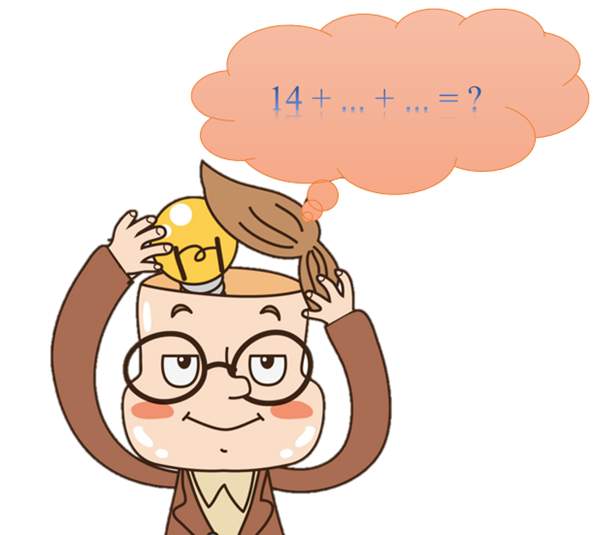 14 + ... + ... = ?